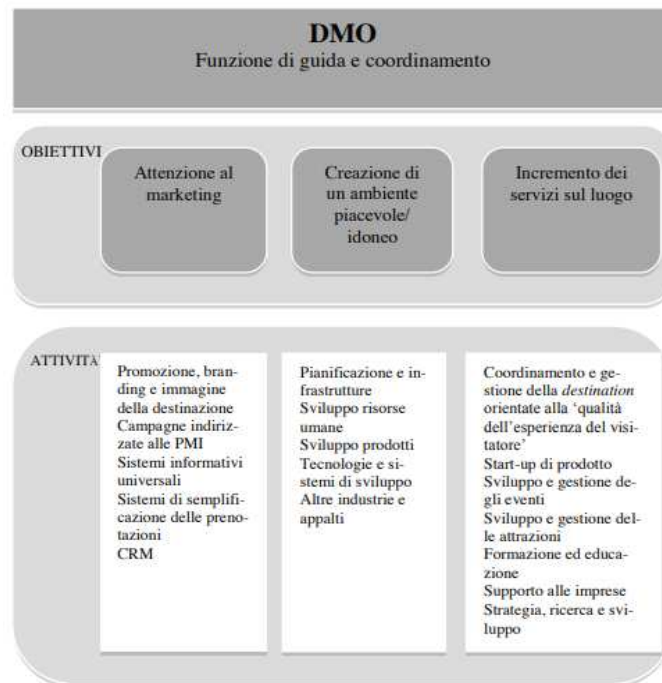 DMO
Funzione di guida e coordinamento
OBIETTIVI
Attenzione al
marketing
Creazione di
un ambiente
piacevole/
idoneo
Incremento dei
servizi sul luogo
ATTIVITA
Promozione, bran-
ding e immagine
della destinazione
Campagne indiriz-
zate alle PMI
Sistemi informativi
universali
Sistemi di semplifi-
cazione delle preno-
tazioni
CRM
Pianificazione e in-
frastrutture
Sviluppo risorse
umane
Sviluppo prodotti
Tecnologie e si-
stemi di sviluppo
Altre industrie e
appalti
Coordinamento e ge-
stione della destination
orientate alla ‘qualità
dell’esperienza del visi-
tatore’
Start-up di prodotto
Sviluppo e gestione de-
gli eventi
Sviluppo e gestione del-
le attrazioni
Formazione ed educa-
zione
Supporto alle imprese
Strategia, ricerca e svi-
luppo